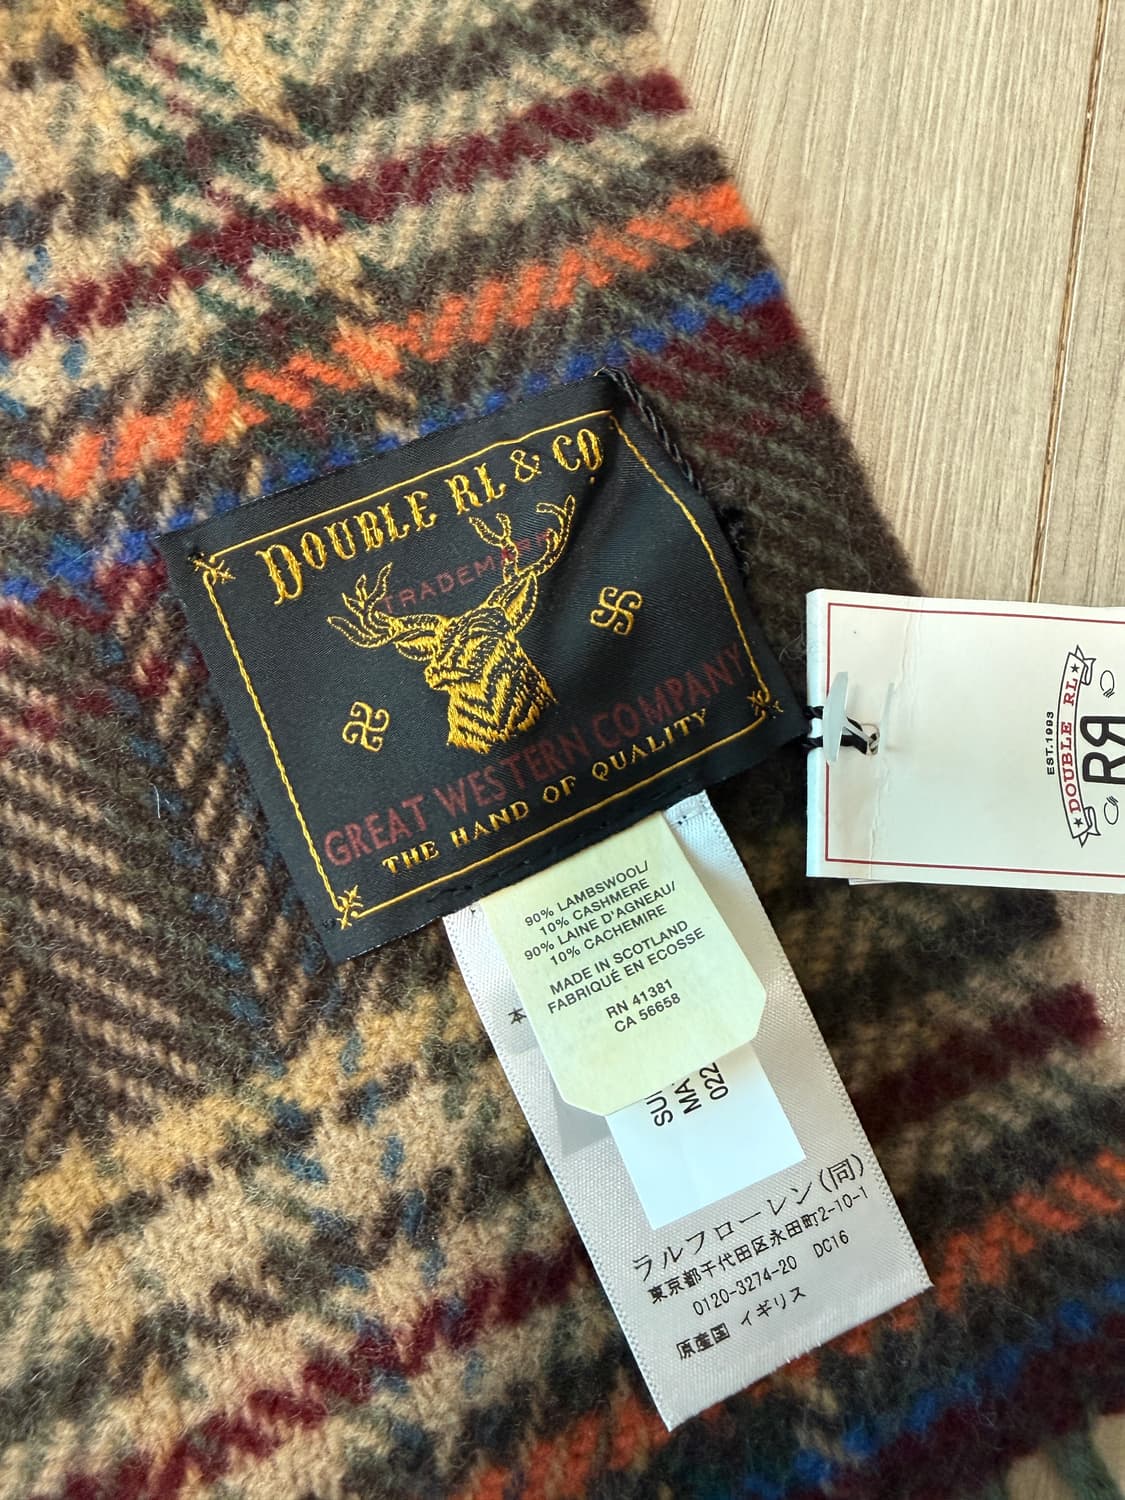 DOUBLE RL & CO.
TRADEMARK
GREAT WESTERN COMPANY
THE HAND OF QUALITY
EST. 1993
DOUBLE RL
RR
90% LAMBSWOOL/
10% CASHMERE
90% LAINE D'AGNEAU/
10% CACHEMIRE
MADE IN SCOTLAND
FABRIQUÉ EN ECOSSE
RN 41381
CA 56658
本
022
ラルフローレン(同)
東京都千代田区永田町2-10-1
0120-3274-20 DC16
原産国 イギリス